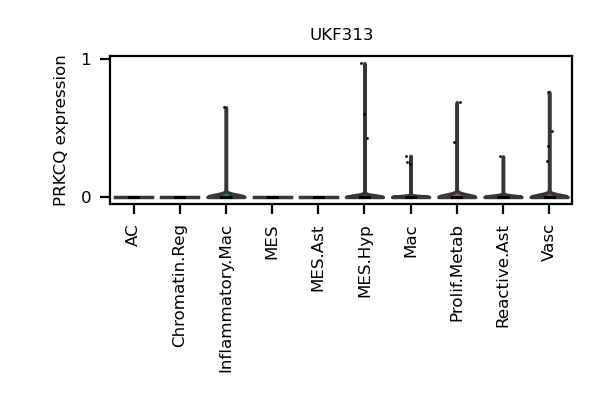 UKF313
PRKCQ expression
1
0
AC
Chromatin.Reg
Inflammatory.Mac
MES
MES.Ast
MES.Hyp
Mac
Prolif.Metab
Reactive.Ast
Vasc